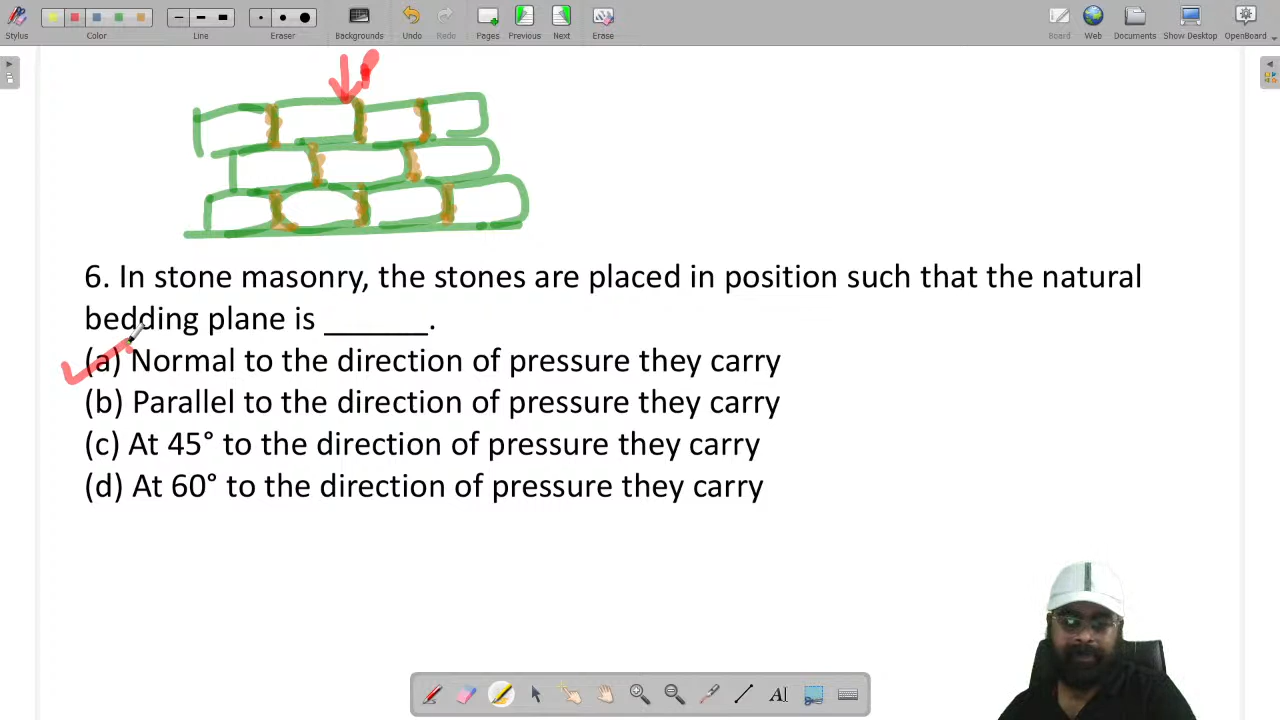 Stylus
Color
Line
Eraser
Backgrounds
Undo
Redo
Pages
Previous
Next
Erase
Board
Web
Documents
Show Desktop
OpenBoard
6. In stone masonry, the stones are placed in position such that the natural
bedding plane is ______.
(a) Normal to the direction of pressure they carry
(b) Parallel to the direction of pressure they carry
(c) At 45° to the direction of pressure they carry
(d) At 60° to the direction of pressure they carry
AI